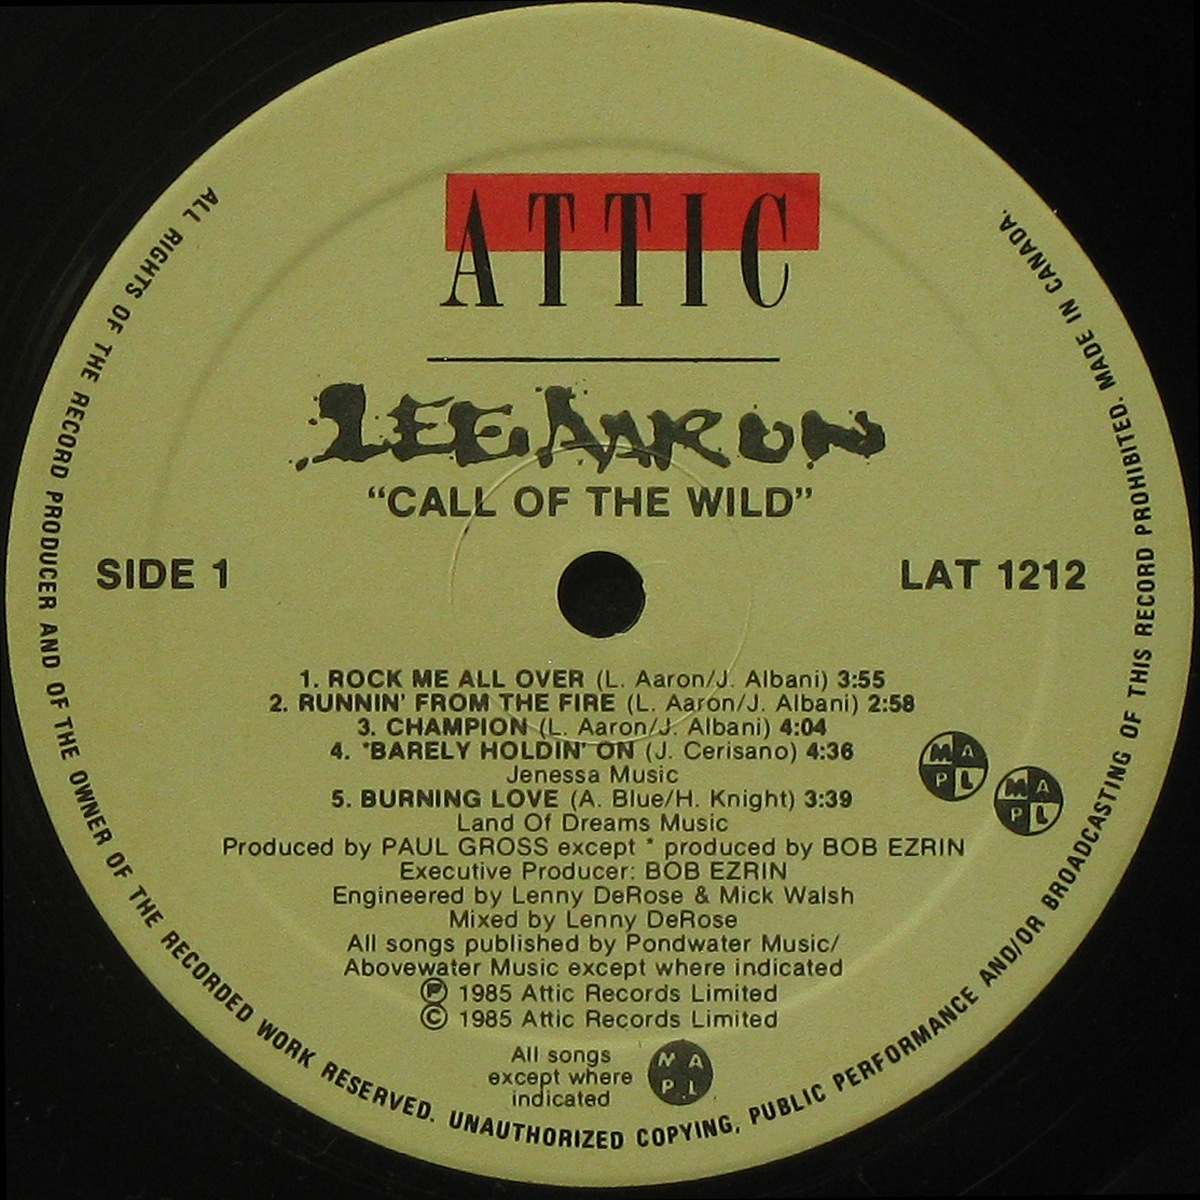 ATTIC
LEE AARON
“CALL OF THE WILD”
SIDE 1
LAT 1212
1. ROCK ME ALL OVER (L. Aaron/J. Albani) 3:55
2. RUNNIN' FROM THE FIRE (L. Aaron/J. Albani) 2:58
3. CHAMPION (L. Aaron/J. Albani) 4:04
4. *BARELY HOLDIN' ON (J. Cerisano) 4:36
Jenessa Music
5. BURNING LOVE (A. Blue/H. Knight) 3:39
Land Of Dreams Music
MAPL
MAPL
Produced by PAUL GROSS except * produced by BOB EZRIN
Executive Producer: BOB EZRIN
Engineered by Lenny DeRose & Mick Walsh
Mixed by Lenny DeRose
All songs published by Pondwater Music/
Abovewater Music except where indicated
Ⓟ 1985 Attic Records Limited
© 1985 Attic Records Limited
All songs
except where
indicated
MAPL
ALL RIGHTS OF THE RECORD PRODUCER AND OF THE OWNER OF THE RECORDED WORK RESERVED. UNAUTHORIZED COPYING, PUBLIC PERFORMANCE AND/OR BROADCASTING OF THIS RECORD PROHIBITED. MADE IN CANADA.